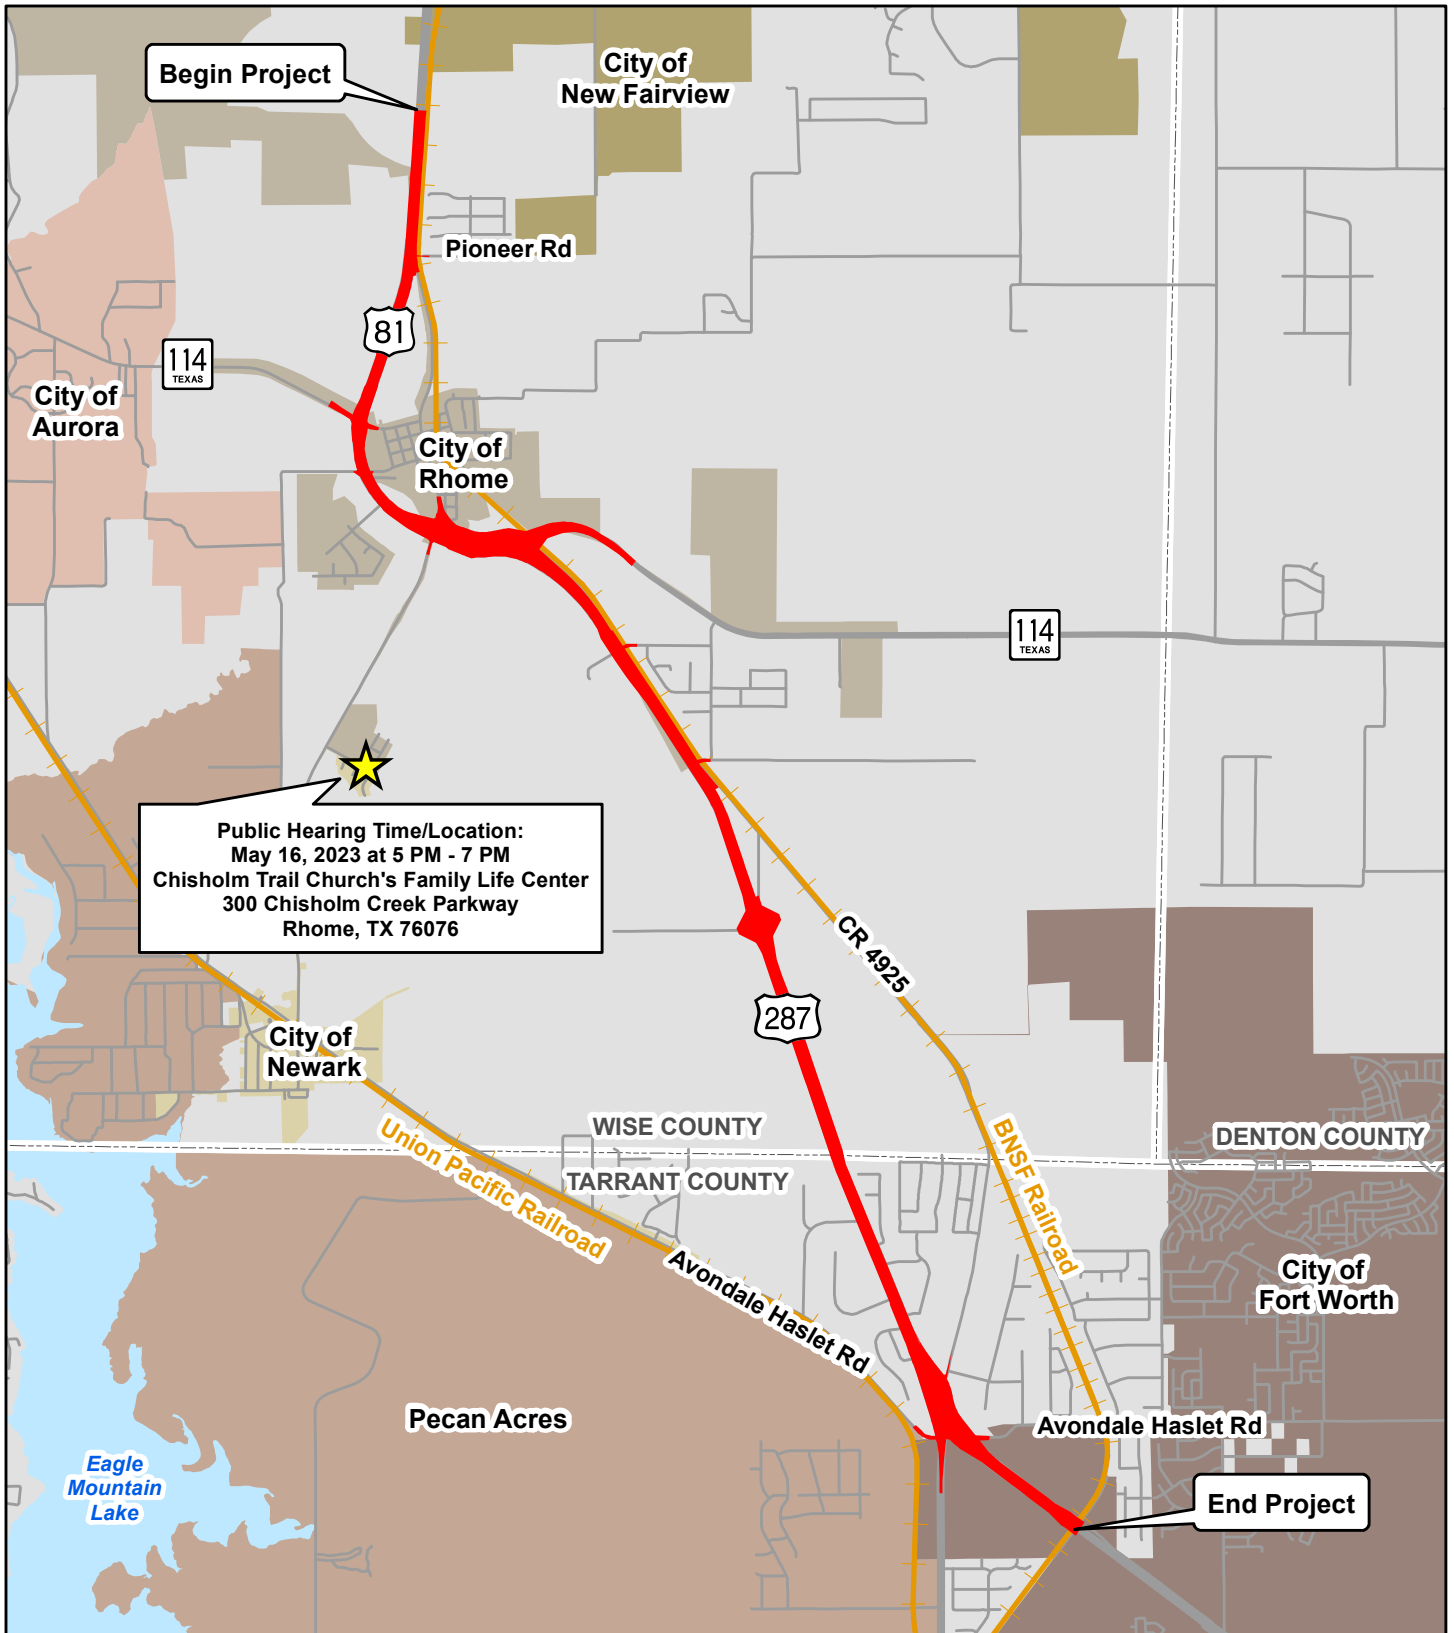 Begin Project
City of
New Fairview
Pioneer Rd
81
114
TEXAS
City of
Aurora
City of
Rhome
114
TEXAS
Public Hearing Time/Location:
May 16, 2023 at 5 PM - 7 PM
Chisholm Trail Church's Family Life Center
300 Chisholm Creek Parkway
Rhome, TX 76076
CR 4925
287
City of
Newark
WISE COUNTY
DENTON COUNTY
TARRANT COUNTY
Union Pacific Railroad
BNSF Railroad
Avondale Haslet Rd
City of
Fort Worth
Pecan Acres
Avondale Haslet Rd
Eagle
Mountain
Lake
End Project